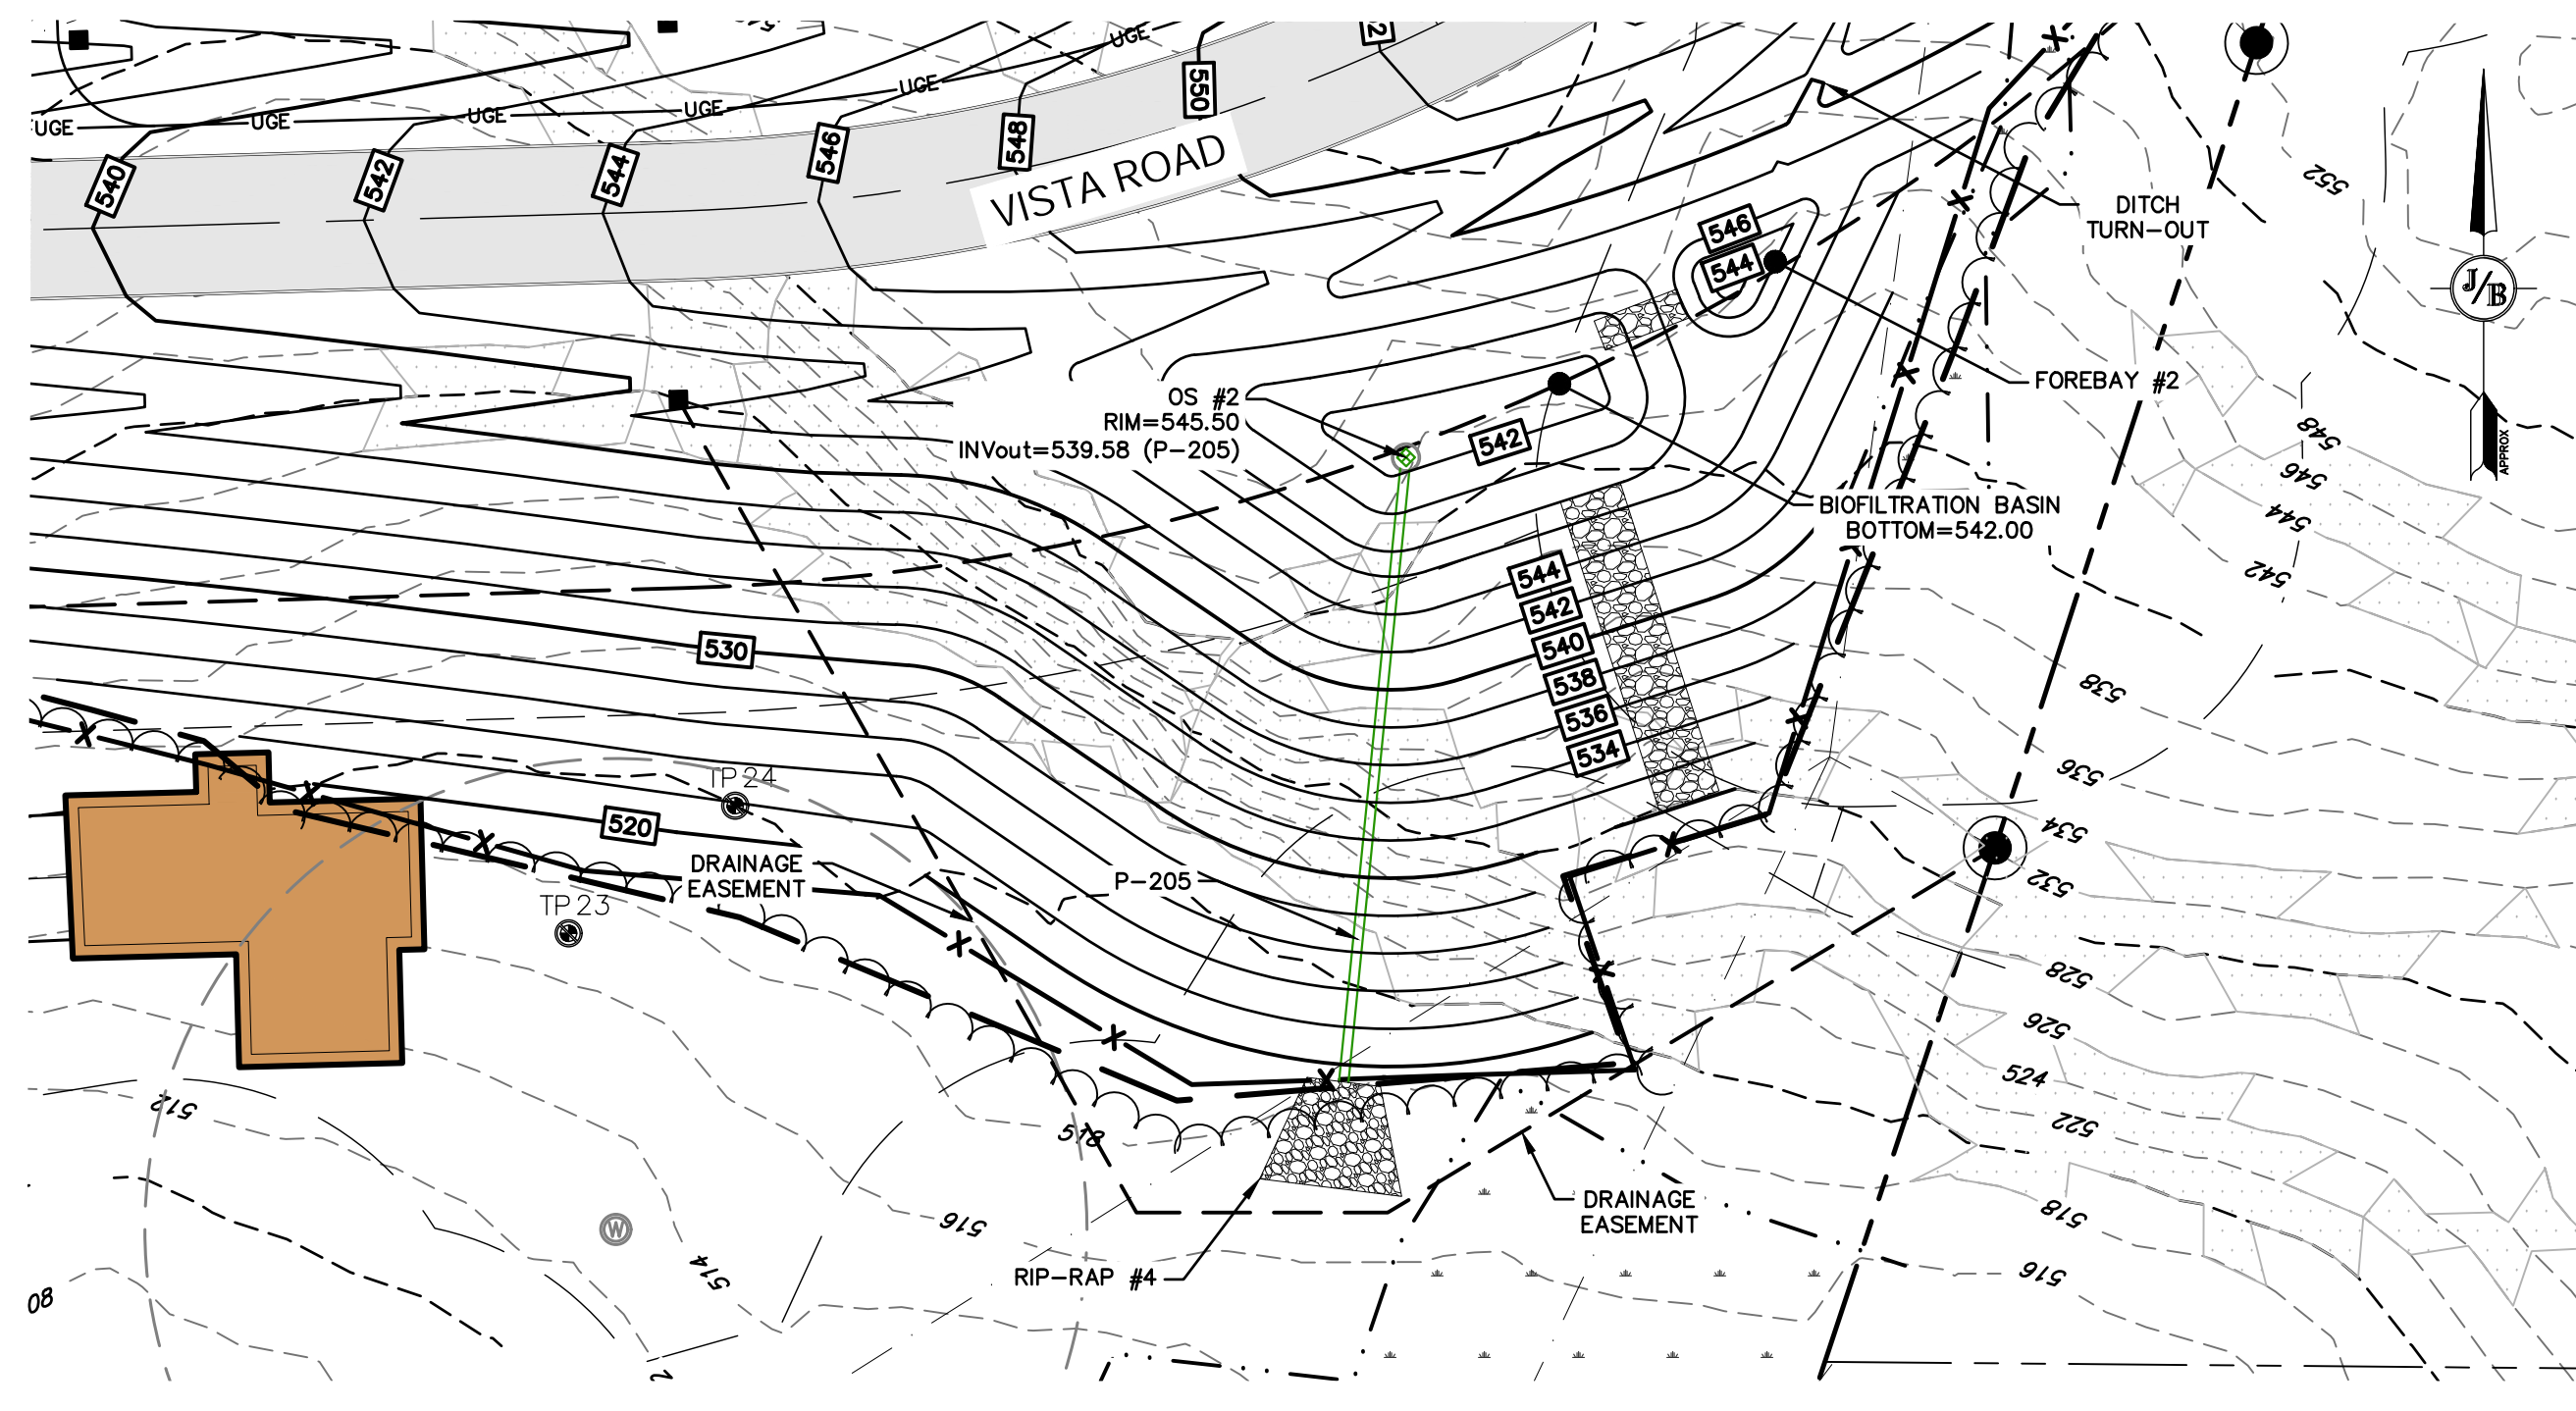 UGE
UGE
UGE
UGE
UGE
UGE
540
542
544
546
548
550
VISTA ROAD
DITCH
TURN-OUT
552
J/B
APPROX
546
544
FOREBAY #2
OS #2
RIM=545.50
INVout=539.58 (P-205)
542
BIOFILTRATION BASIN
BOTTOM=542.00
548
546
544
542
544
542
540
538
536
534
530
538
536
534
532
528
526
524
522
518
516
TP 24
520
DRAINAGE
EASEMENT
TP 23
P-205
512
518
516
514
W
RIP-RAP #4
DRAINAGE
EASEMENT
08